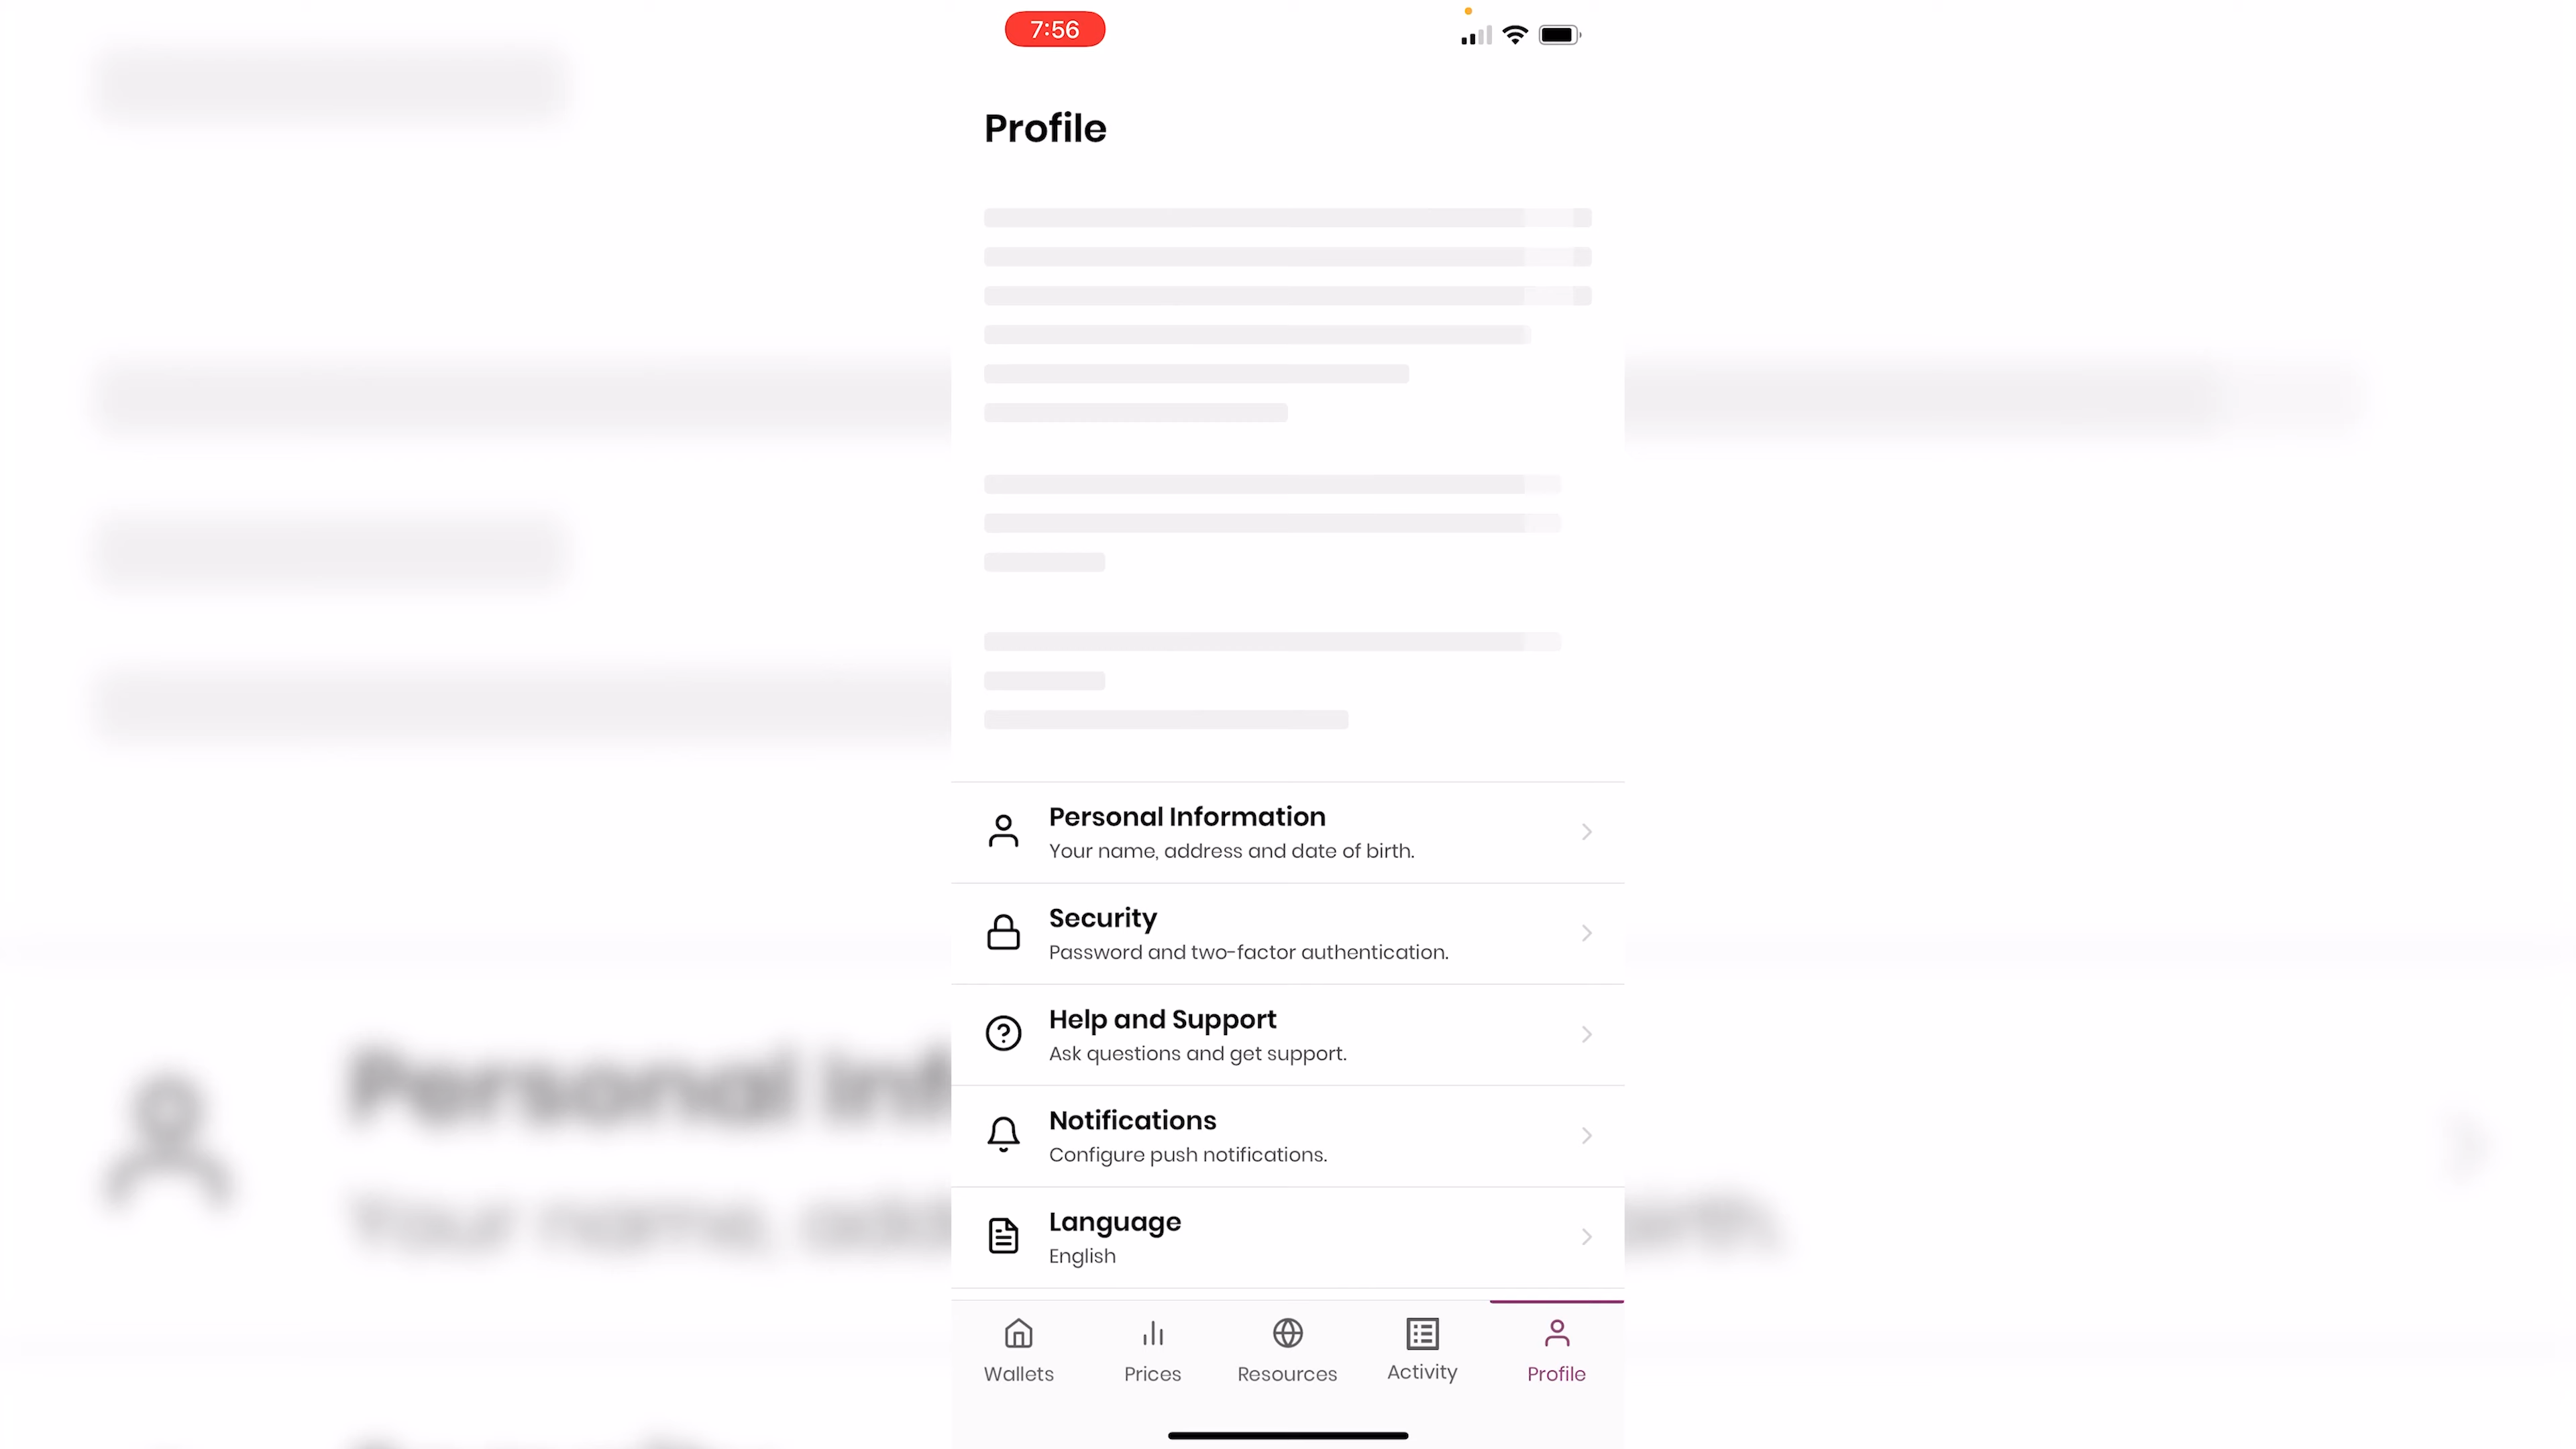 7:56
Profile
Personal Information
Your name, address and date of birth.
Security
Password and two-factor authentication.
Help and Support
Ask questions and get support.
Notifications
Configure push notifications.
Language
English
Wallets
Prices
Resources
Activity
Profile